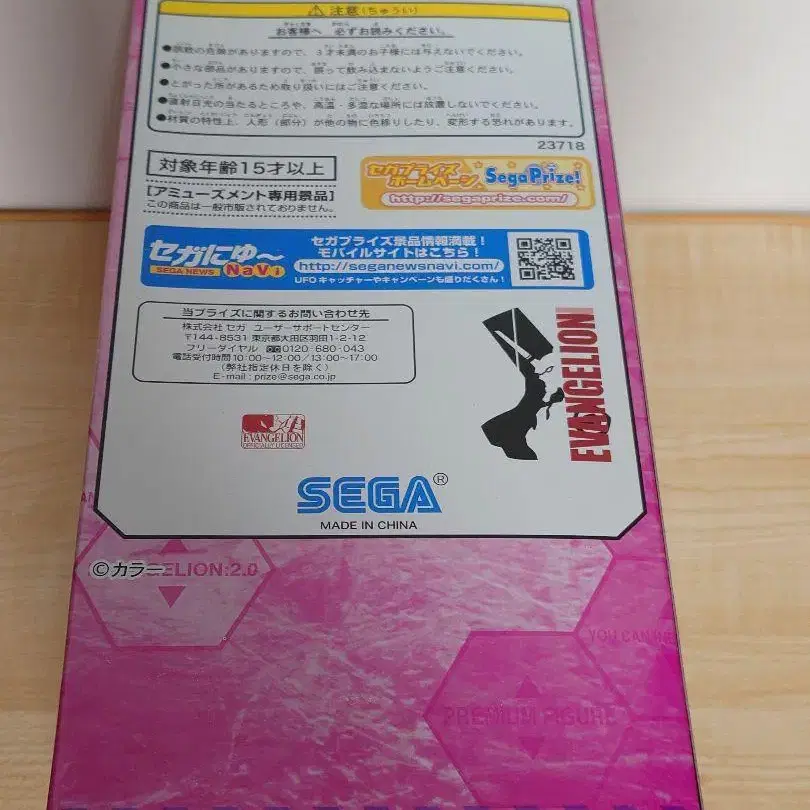 注意(ちゅうい)
お客様へ 必ずお読みください。
●誤飲の危険がありますので、3才未満のお子様には与えないでください。
●小さな部品がありますので、誤って飲み込まないようご注意ください。
●とがった所があるため取り扱いにはご注意ください。
●直射日光の当たるところや、高温・多湿な場所には放置しないでください。
●材質の特性上、人形(部分)が他の物に色移りしたり、変形する恐れがあります。
23718
対象年齢15才以上
[アミューズメント専用景品]
この商品は一般市販されておりません。
セガプライズ
ホームページ
SegaPrize!
http://segaprize.com/
セガにゅ〜
SEGA NEWS NaVi
セガプライズ景品情報満載!
モバイルサイトはこちら!
http://seganewsnavi.com/
UFOキャッチャーやキャンペーンも盛りだくさん!
当プライズに関するお問い合わせ先
株式会社 セガ ユーザーサポートセンター
〒144-8531 東京都大田区羽田1-2-12
フリーダイヤル 0120-680-043
電話受付時間10:00〜12:00/13:00〜17:00
(弊社指定休日を除く)
E-mail:prize@sega.co.jp
EVANGELION
EVANGELION
OFFICIALLY LICENSED
SEGA®
MADE IN CHINA
©カラー
GELION:2.0
YOU CAN
PREMIUM FIGURE